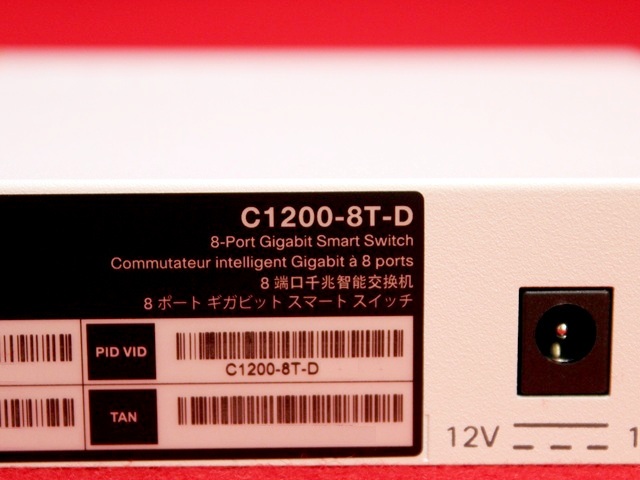 C1200-8T-D
8-Port Gigabit Smart Switch
Commutateur intelligent Gigabit à 8 ports
8 端口千兆智能交换机
8 ポート ギガビット スマート スイッチ
PID VID
C1200-8T-D
TAN
12V